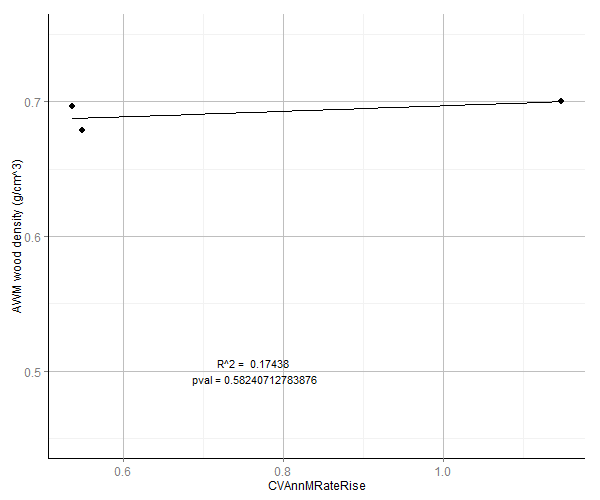 0.7
0.6
0.5
AWM wood density (g/cm^3)
R^2 =  0.17438
pval = 0.58240712783876
0.6
0.8
1.0
CVAnnMRateRise